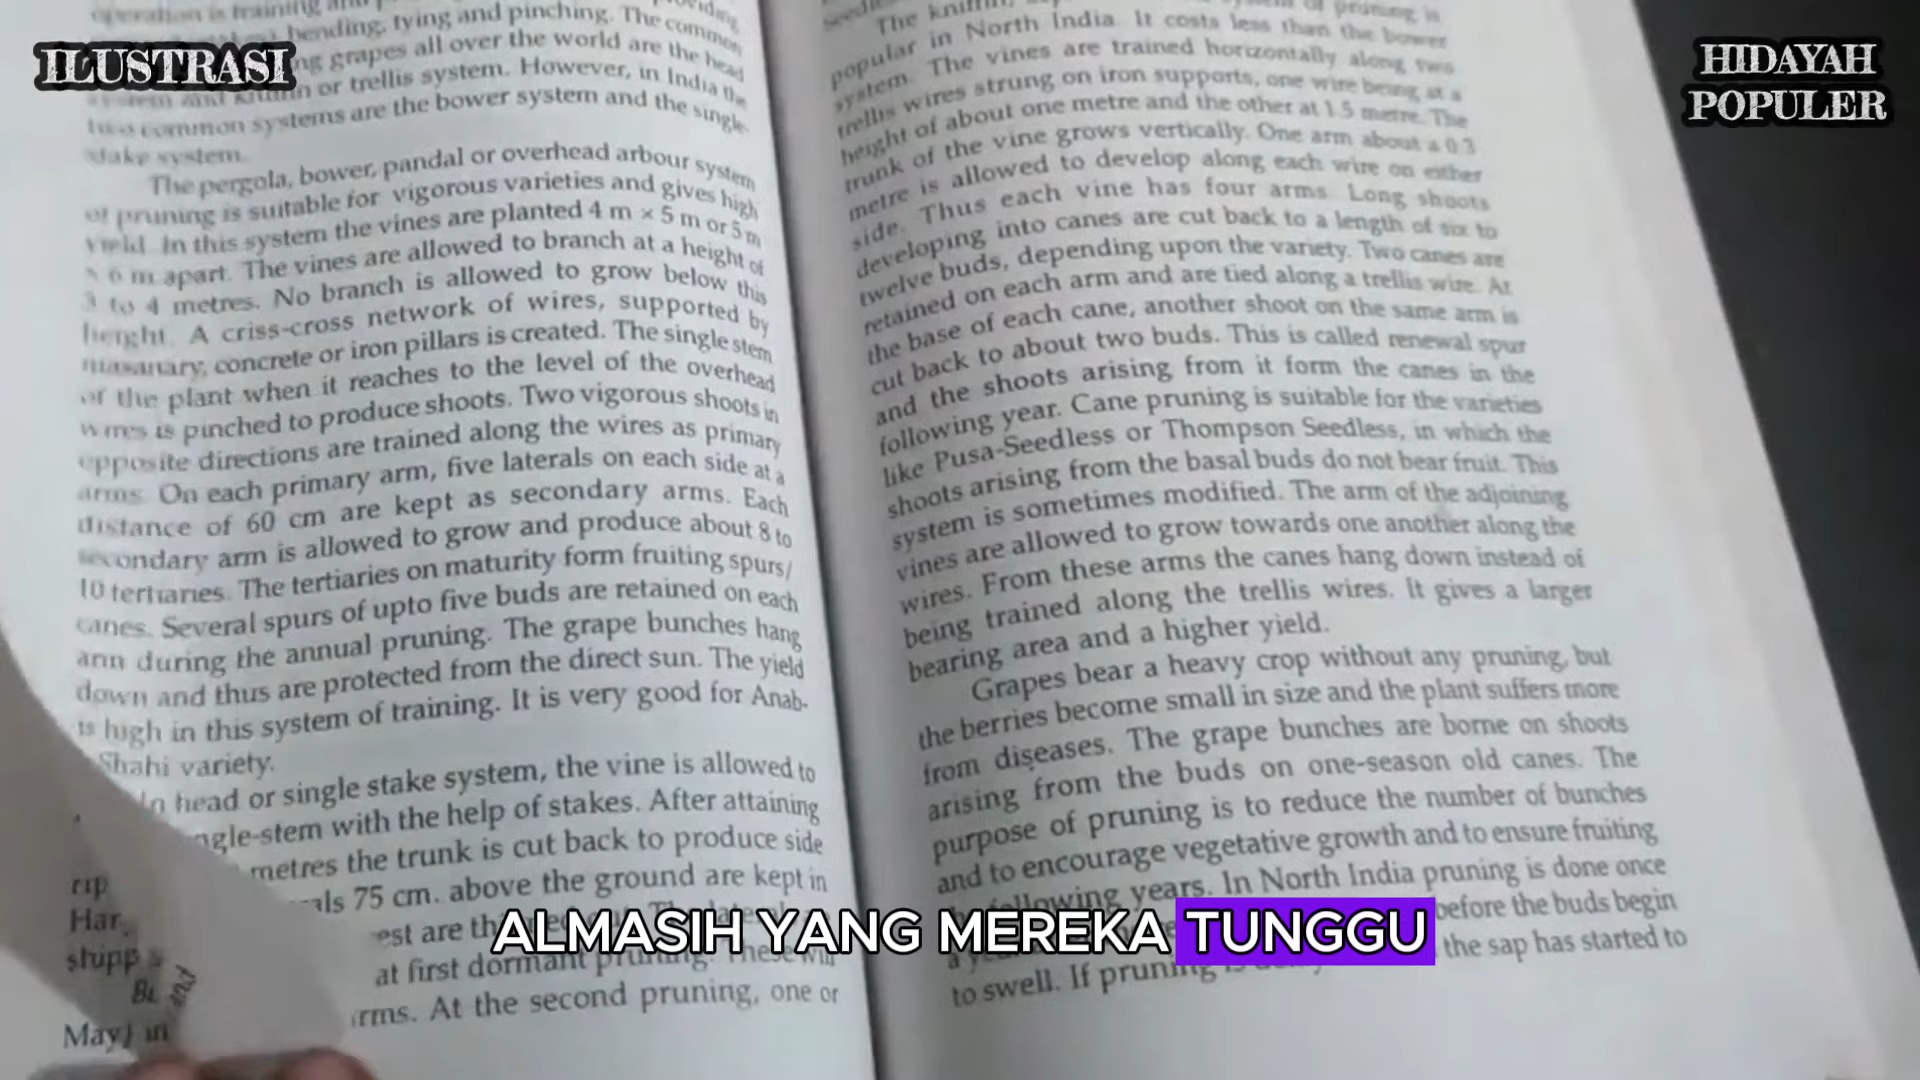 ILUSTRASI
HIDAYAH
POPULER
operation is training and
bending, tying and pinching. The common
grapes all over the world are the head
system and kniffin or trellis system. However, in India the
two common systems are the bower system and the single-
stake system.
The pergola, bower, pandal or overhead arbour system
of pruning is suitable for vigorous varieties and gives high
yield. In this system the vines are planted 4 m × 5 m or 5 m
× 6 m apart. The vines are allowed to branch at a height of
3 to 4 metres. No branch is allowed to grow below this
height. A criss-cross network of wires, supported by
masanary, concrete or iron pillars is created. The single stem
of the plant when it reaches to the level of the overhead
wires is pinched to produce shoots. Two vigorous shoots in
opposite directions are trained along the wires as primary
arms. On each primary arm, five laterals on each side at a
distance of 60 cm are kept as secondary arms. Each
secondary arm is allowed to grow and produce about 8 to
10 tertiaries. The tertiaries on maturity form fruiting spurs/
canes. Several spurs of upto five buds are retained on each
arm during the annual pruning. The grape bunches hang
down and thus are protected from the direct sun. The yield
is high in this system of training. It is very good for Anab-
Shahi variety.
In head or single stake system, the vine is allowed to
ngle-stem with the help of stakes. After attaining
metres the trunk is cut back to produce side
als 75 cm. above the ground are kept in
est are
at first dormant pruning. These will
rms. At the second pruning, one or
rip
Har
shupp
and
May) in
The kniffin, system of pruning is
popular in North India. It costs less than the bower
system. The vines are trained horizontally along two
trellis wires strung on iron supports, one wire being at a
height of about one metre and the other at 1.5 metre. The
trunk of the vine grows vertically. One arm about a 0.3
metre is allowed to develop along each wire on either
side. Thus each vine has four arms. Long shoots
developing into canes are cut back to a length of six to
twelve buds, depending upon the variety. Two canes are
retained on each arm and are tied along a trellis wire. At
the base of each cane, another shoot on the same arm is
cut back to about two buds. This is called renewal spur
and the shoots arising from it form the canes in the
following year. Cane pruning is suitable for the varieties
like Pusa-Seedless or Thompson Seedless, in which the
shoots arising from the basal buds do not bear fruit. This
system is sometimes modified. The arm of the adjoining
vines are allowed to grow towards one another along the
wires. From these arms the canes hang down instead of
being trained along the trellis wires. It gives a larger
bearing area and a higher yield.
Grapes bear a heavy crop without any pruning, but
the berries become small in size and the plant suffers more
from diseases. The grape bunches are borne on shoots
arising from the buds on one-season old canes. The
purpose of pruning is to reduce the number of bunches
and to encourage vegetative growth and to ensure fruiting
following years. In North India pruning is done once
before the buds begin
the sap has started to
to swell. If pruning
ALMASIH YANG MEREKA TUNGGU